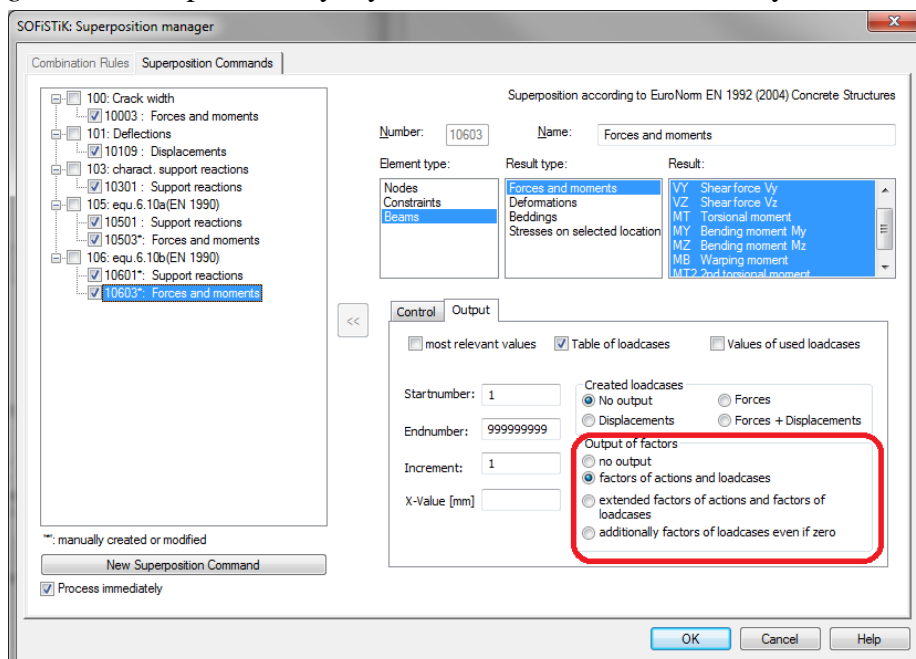 SOFiSTiK: Superposition manager
Combination Rules Superposition Commands
100: Crack width
10003 : Forces and moments
101: Deflections
10109 : Displacements
103: charact. support reactions
10301 : Support reactions
105: equ.6.10a(EN 1990)
10501 : Support reactions
10503*: Forces and moments
106: equ.6.10b(EN 1990)
10601*: Support reactions
10603*: Forces and moments
"*": manually created or modified
New Superposition Command
Process immediately
<<
Superposition according to EuroNorm EN 1992 (2004) Concrete Structures
Number: 10603 Name: Forces and moments
Element type: Result type: Result:
Nodes
Constraints
Beams
Forces and moments
Deformations
Beddings
Stresses on selected location
VY Shear force Vy
VZ Shear force Vz
MT Torsional moment
MY Bending moment My
MZ Bending moment Mz
MB Warping moment
MT2 2nd torsional moment
Control Output
most relevant values Table of loadcases Values of used loadcases
Startnumber: 1
Endnumber: 999999999
Increment: 1
X-Value [mm]
Created loadcases
No output Forces
Displacements Forces + Displacements
Output of factors
no output
factors of actions and loadcases
extended factors of actions and factors of
loadcases
additionally factors of loadcases even if zero
OK Cancel Help